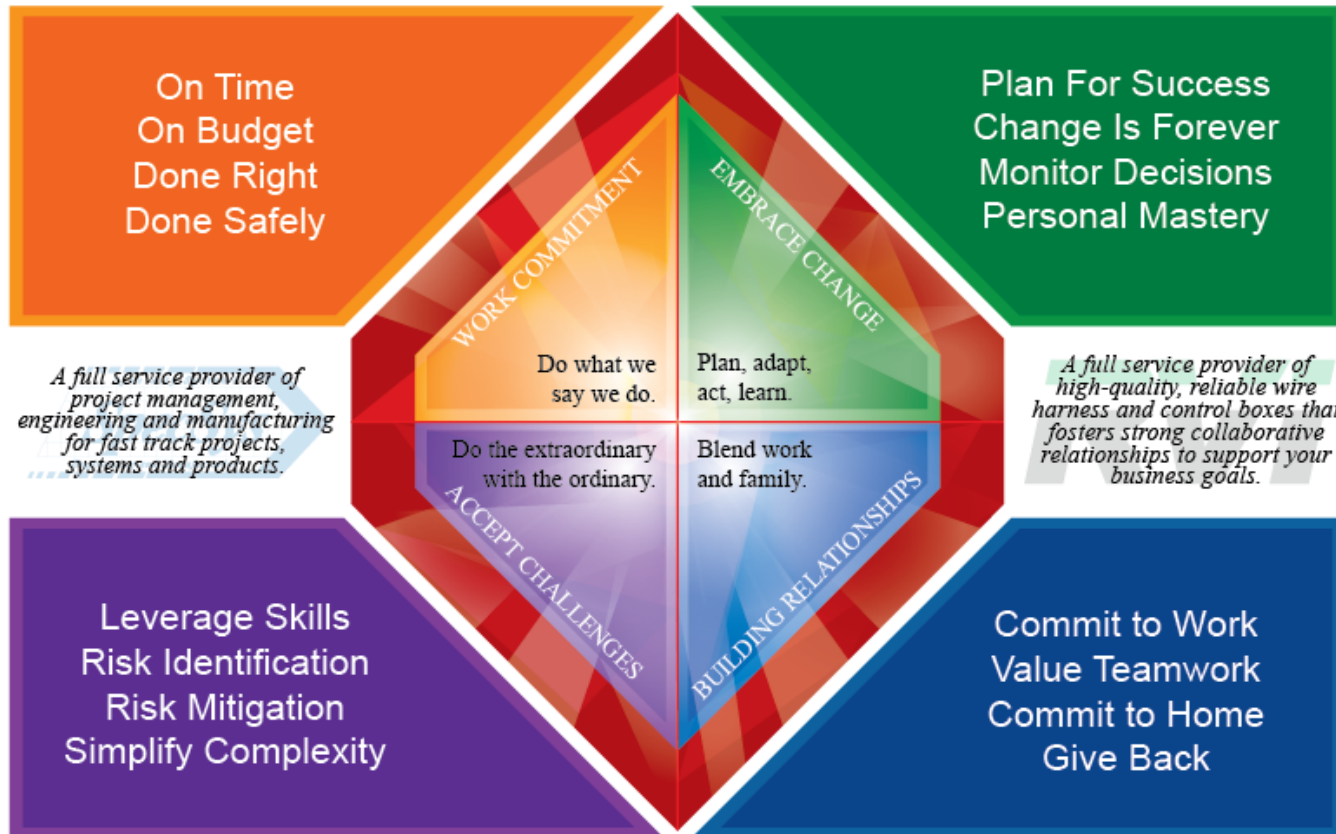 On Time
On Budget
Done Right
Done Safely
Plan For Success
Change Is Forever
Monitor Decisions
Personal Mastery
WORK COMMITMENT
EMBRACE CHANGE
Do what we
say we do.
Plan, adapt,
act, learn.
A full service provider of
project management,
engineering and manufacturing
for fast track projects,
systems and products.
A full service provider of
high-quality, reliable wire
harness and control boxes that
fosters strong collaborative
relationships to support your
business goals.
Do the extraordinary
with the ordinary.
Blend work
and family.
ACCEPT CHALLENGES
BUILDING RELATIONSHIPS
Leverage Skills
Risk Identification
Risk Mitigation
Simplify Complexity
Commit to Work
Value Teamwork
Commit to Home
Give Back